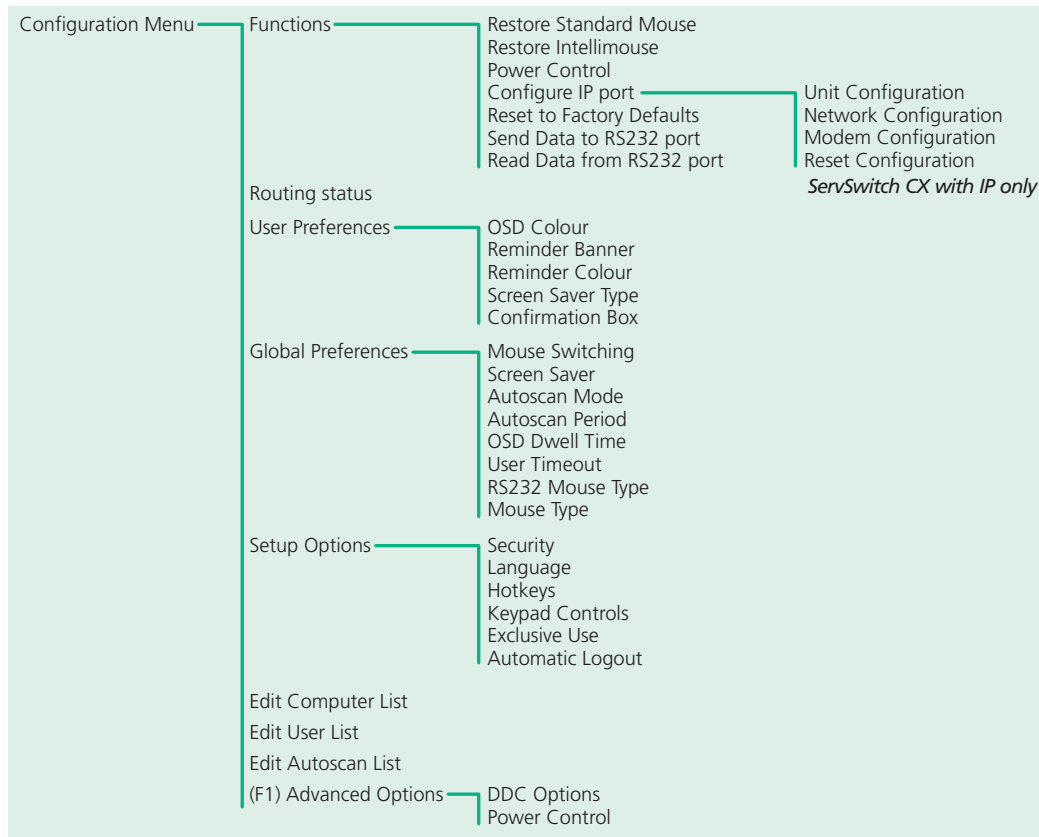 Configuration Menu
Functions
Restore Standard Mouse
Restore Intellimouse
Power Control
Configure IP port
Unit Configuration
Network Configuration
Modem Configuration
Reset Configuration
ServSwitch CX with IP only
Reset to Factory Defaults
Send Data to RS232 port
Read Data from RS232 port
Routing status
User Preferences
OSD Colour
Reminder Banner
Reminder Colour
Screen Saver Type
Confirmation Box
Global Preferences
Mouse Switching
Screen Saver
Autoscan Mode
Autoscan Period
OSD Dwell Time
User Timeout
RS232 Mouse Type
Mouse Type
Setup Options
Security
Language
Hotkeys
Keypad Controls
Exclusive Use
Automatic Logout
Edit Computer List
Edit User List
Edit Autoscan List
(F1) Advanced Options
DDC Options
Power Control